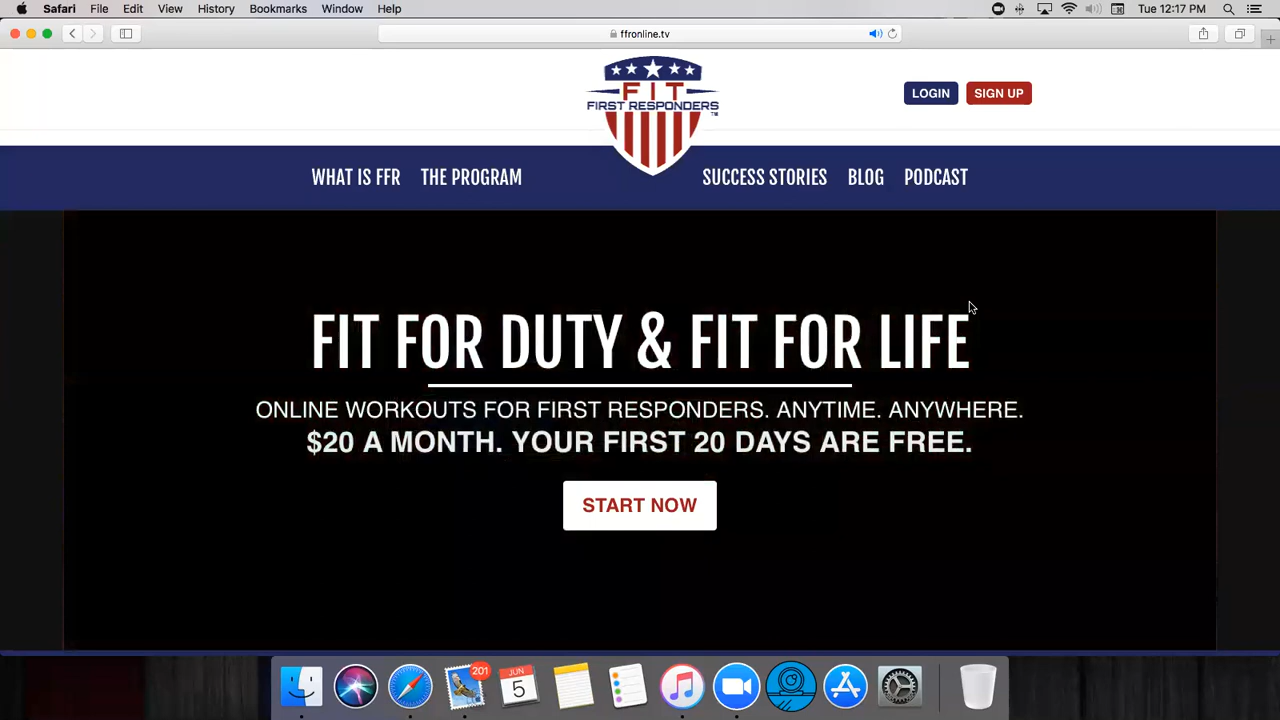 Safari File Edit View History Bookmarks Window Help Tue 12:17 PM
ffronline.tv
FIT
FIRST RESPONDERS
TM
LOGIN SIGN UP
WHAT IS FFR THE PROGRAM SUCCESS STORIES BLOG PODCAST
FIT FOR DUTY & FIT FOR LIFE
ONLINE WORKOUTS FOR FIRST RESPONDERS. ANYTIME. ANYWHERE.
$20 A MONTH. YOUR FIRST 20 DAYS ARE FREE.
START NOW
201
JUN
5